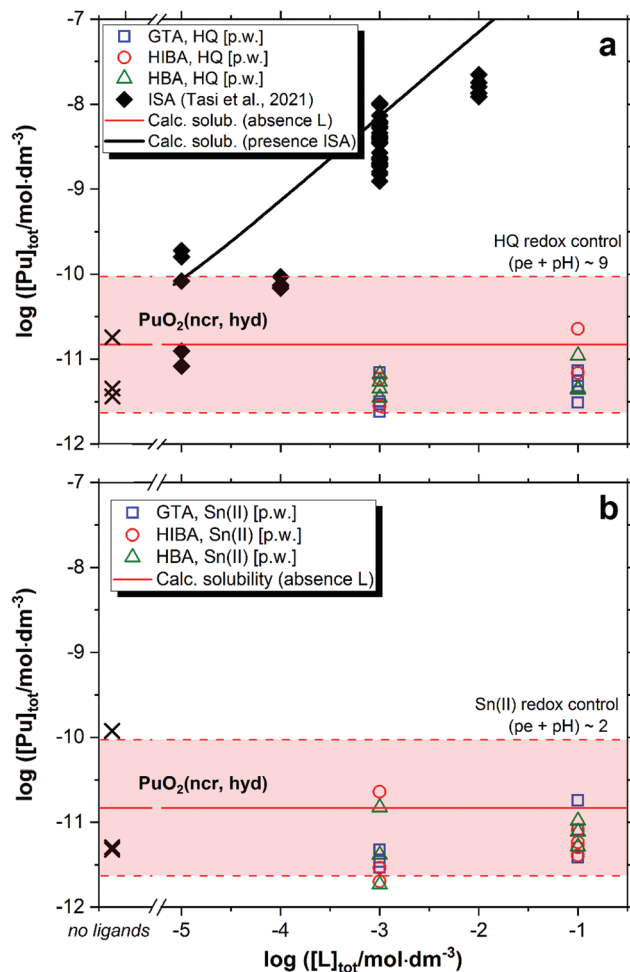 -7
-8
-9
-10
-11
-12
log ([Pu]tot/mol·dm-3)
a
GTA, HQ [p.w.]
HIBA, HQ [p.w.]
HBA, HQ [p.w.]
ISA (Tasi et al., 2021)
Calc. solub. (absence L)
Calc. solub. (presence ISA)
HQ redox control
(pe + pH) ~ 9
PuO2(ncr, hyd)
-7
-8
-9
-10
-11
-12
log ([Pu]tot/mol·dm-3)
b
GTA, Sn(II) [p.w.]
HIBA, Sn(II) [p.w.]
HBA, Sn(II) [p.w.]
Calc. solubility (absence L)
Sn(II) redox control
(pe + pH) ~ 2
PuO2(ncr, hyd)
no ligands -5 -4 -3 -2 -1
log ([L]tot/mol·dm-3)